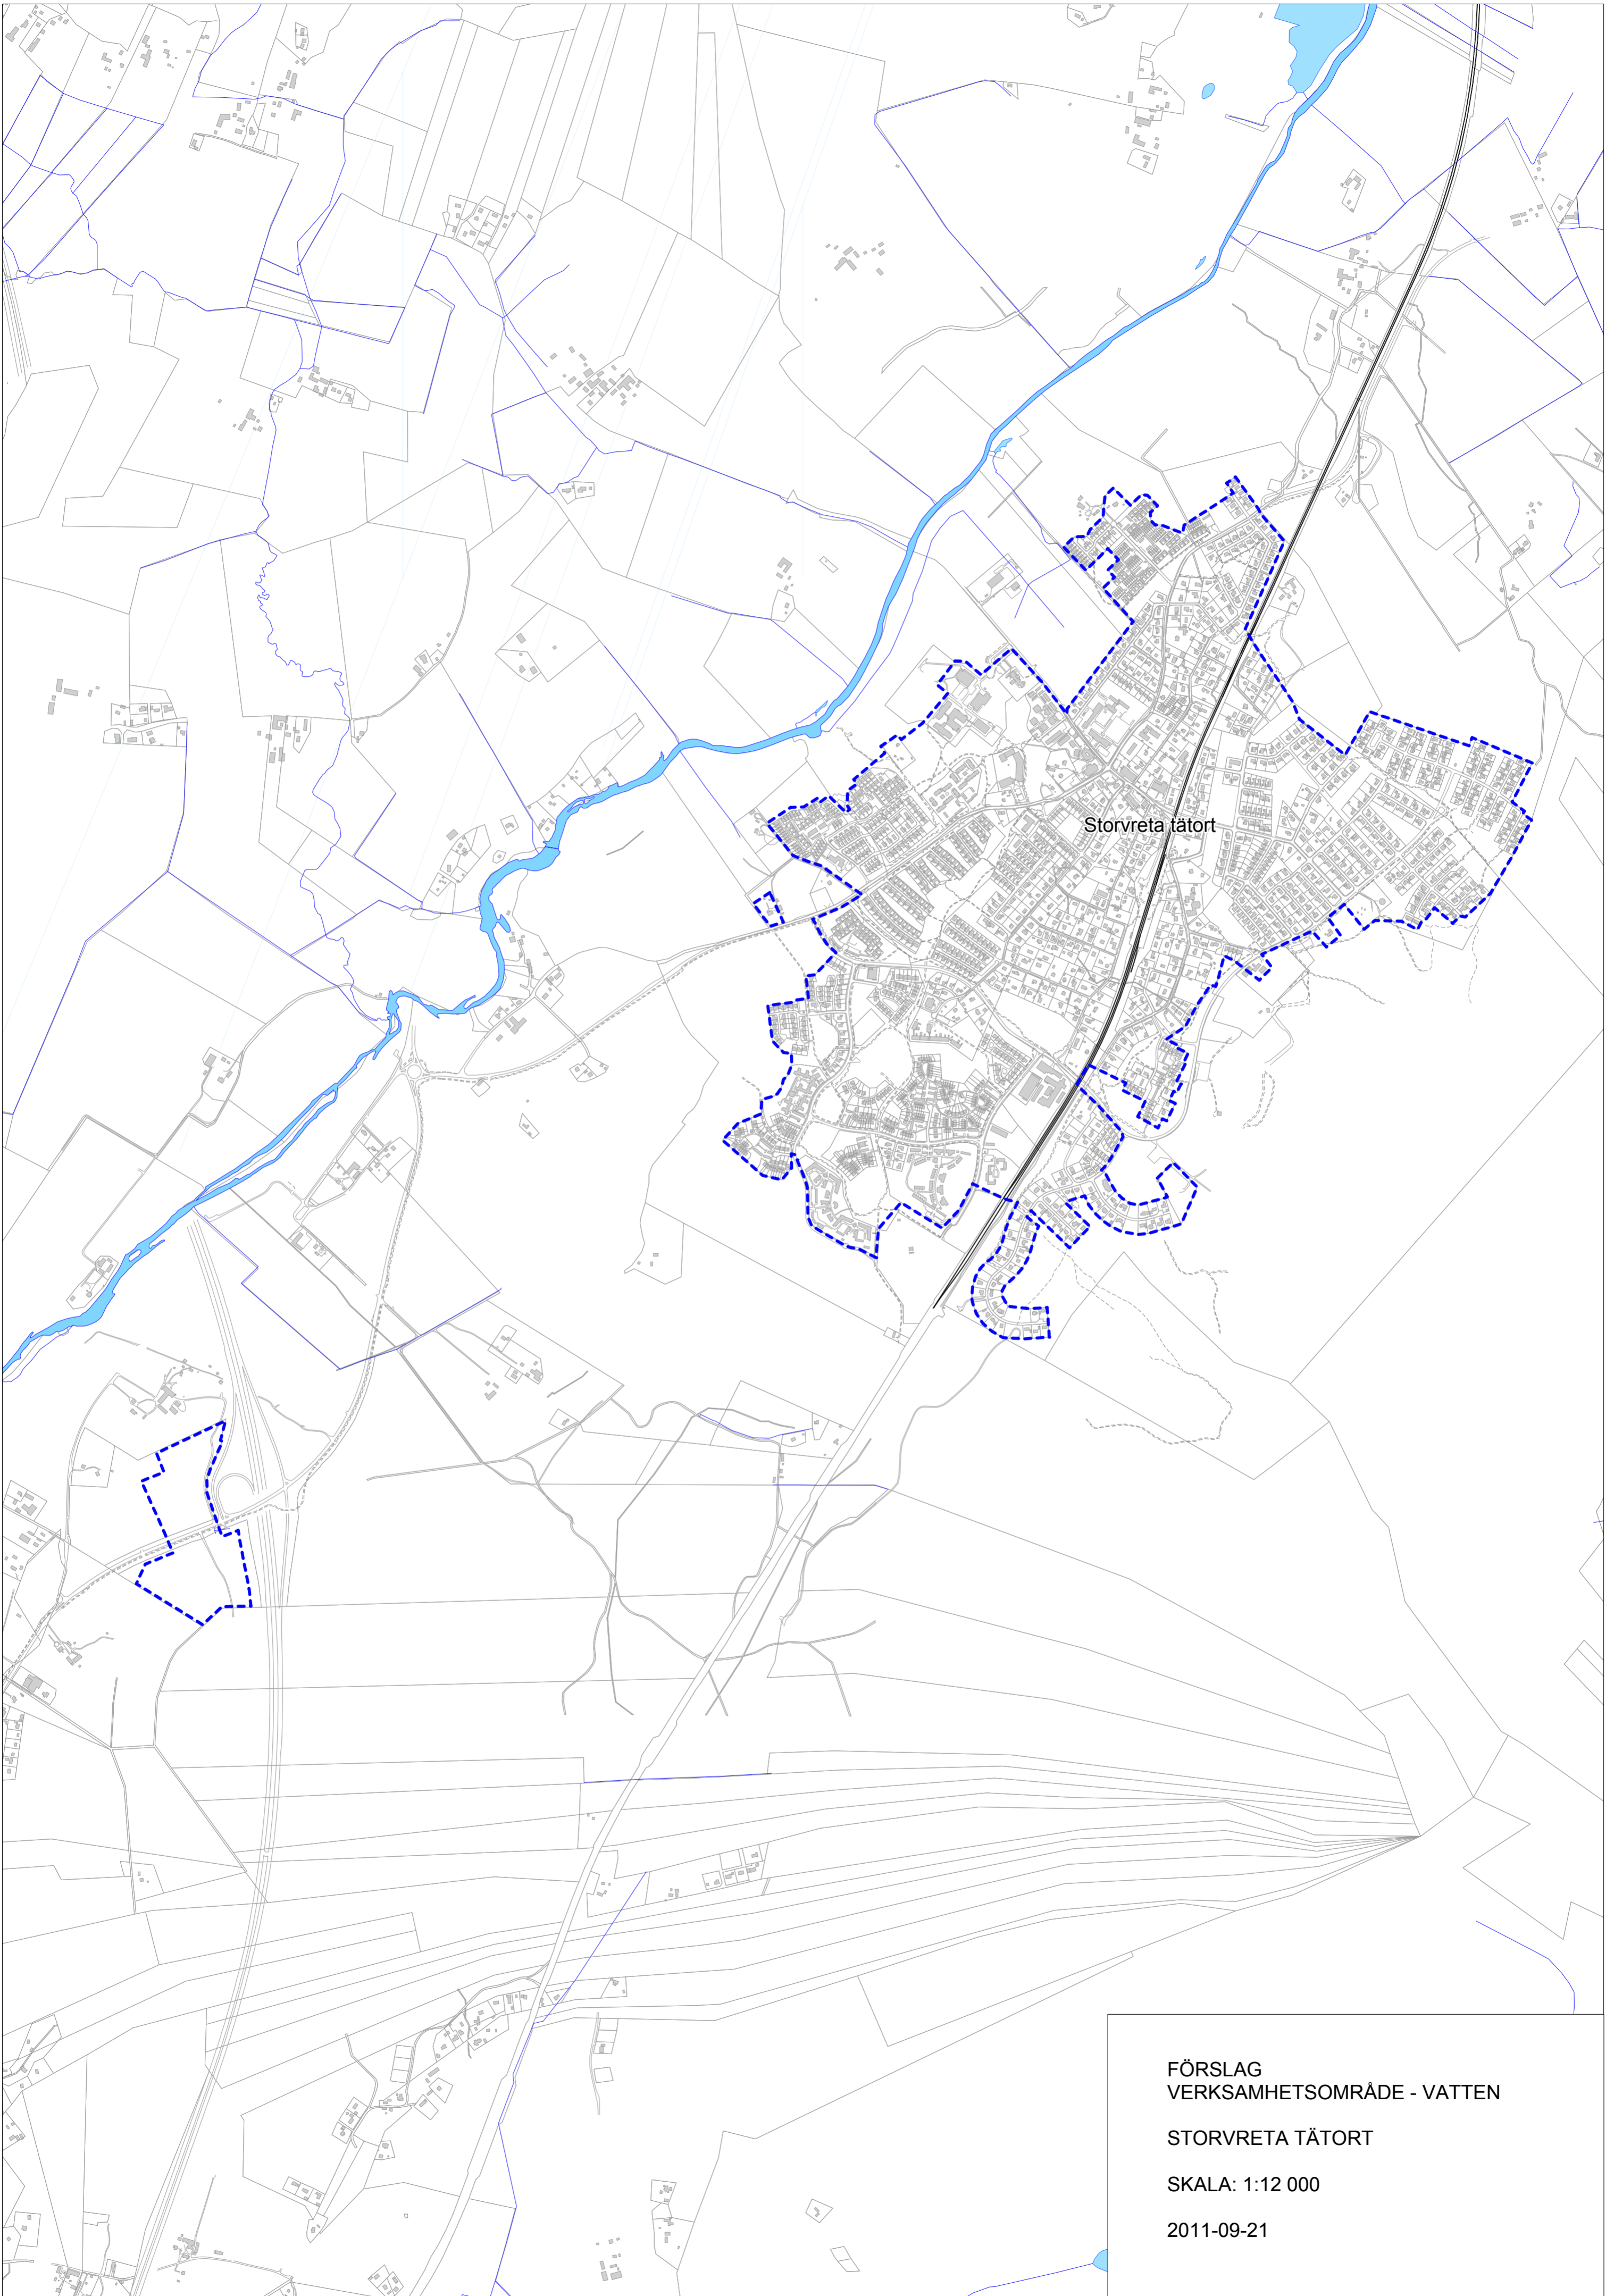 Storvreta tätort
FÖRSLAG
VERKSAMHETSOMRÅDE - VATTEN
STORVRETA TÄTORT
SKALA: 1:12 000
2011-09-21